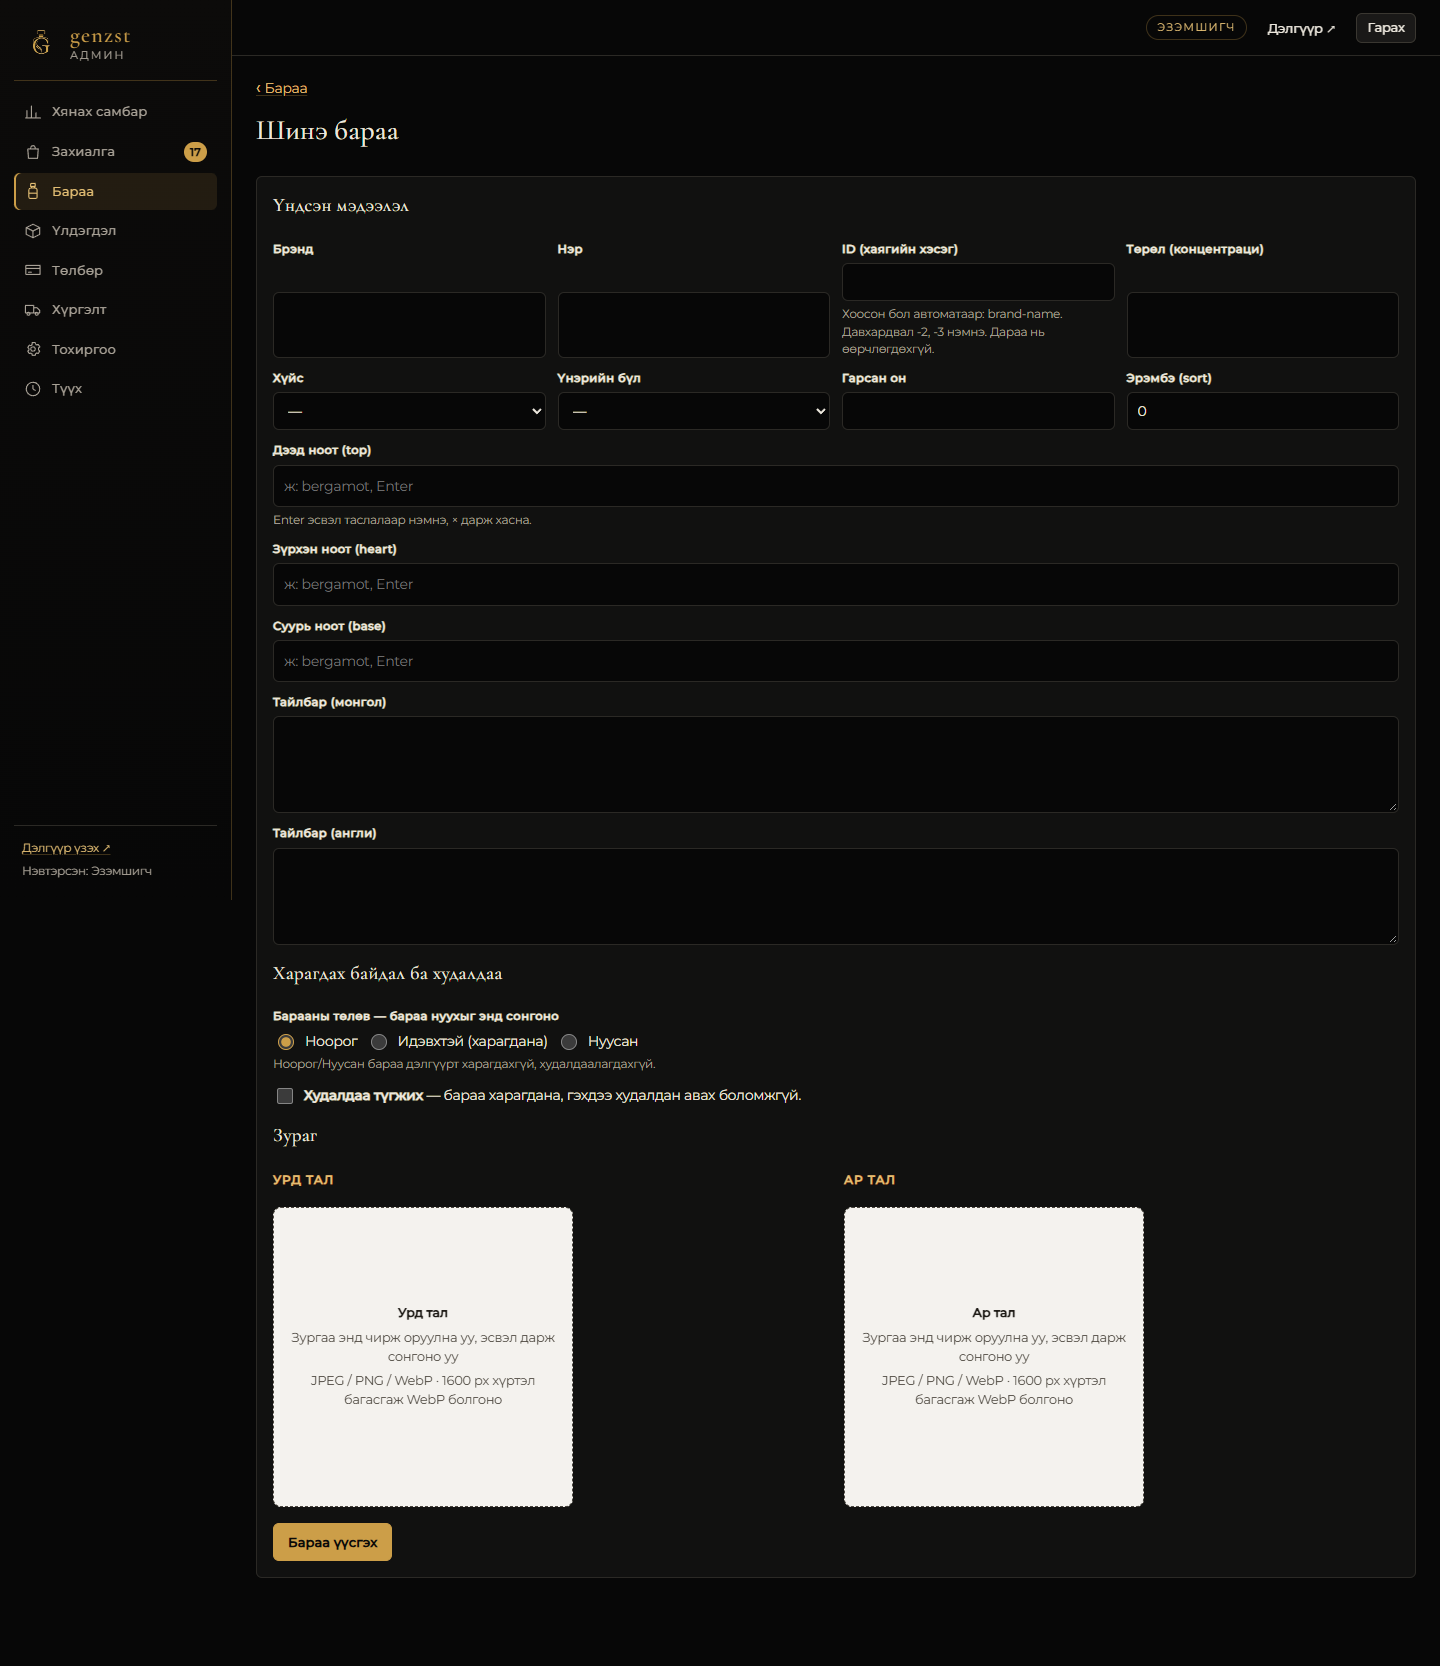 genzst
АДМИН
ЭЗЭМШИГЧ
Дэлгүүр ↗
Гарах
Хянах самбар
Захиалга
17
Бараа
Үлдэгдэл
Төлбөр
Хүргэлт
Тохиргоо
Түүх
Дэлгүүр үзэх ↗
Нэвтэрсэн: Эзэмшигч
‹ Бараа
Шинэ бараа
Үндсэн мэдээлэл
Брэнд
Нэр
ID (хаягийн хэсэг)
Төрөл (концентраци)
Хоосон бол автоматаар: brand-name.
Давхардвал -2, -3 нэмнэ. Дараа нь
өөрчлөгдөхгүй.
Хүйс
Үнэрийн бүл
Гарсан он
Эрэмбэ (sort)
—
—
0
Дээд ноот (top)
ж: bergamot, Enter
Enter эсвэл таслалаар нэмнэ, × дарж хасна.
Зүрхэн ноот (heart)
ж: bergamot, Enter
Суурь ноот (base)
ж: bergamot, Enter
Тайлбар (монгол)
Тайлбар (англи)
Харагдах байдал ба худалдаа
Барааны төлөв — бараа нуухыг энд сонгоно
Ноорог
Идэвхтэй (харагдана)
Нуусан
Ноорог/Нуусан бараа дэлгүүрт харагдахгүй, худалдаалагдахгүй.
Худалдаа түгжих — бараа харагдана, гэхдээ худалдан авах боломжгүй.
Зураг
УРД ТАЛ
АР ТАЛ
Урд тал
Зургаа энд чирж оруулна уу, эсвэл дарж
сонгоно уу
JPEG / PNG / WebP · 1600 px хүртэл
багасгаж WebP болгоно
Ар тал
Зургаа энд чирж оруулна уу, эсвэл дарж
сонгоно уу
JPEG / PNG / WebP · 1600 px хүртэл
багасгаж WebP болгоно
Бараа үүсгэх